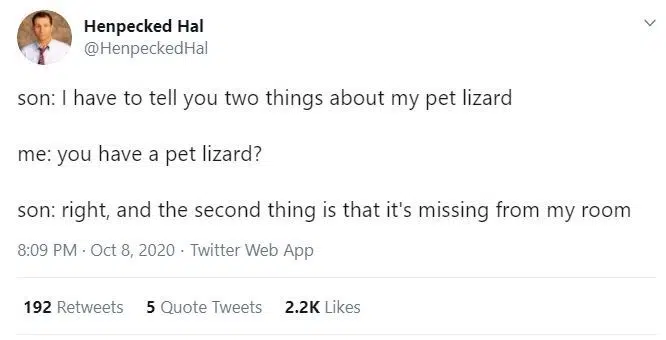 Henpecked Hal
@HenpeckedHal
son: I have to tell you two things about my pet lizard
me: you have a pet lizard?
son: right, and the second thing is that it's missing from my room
8:09 PM · Oct 8, 2020 · Twitter Web App
192 Retweets 5 Quote Tweets 2.2K Likes